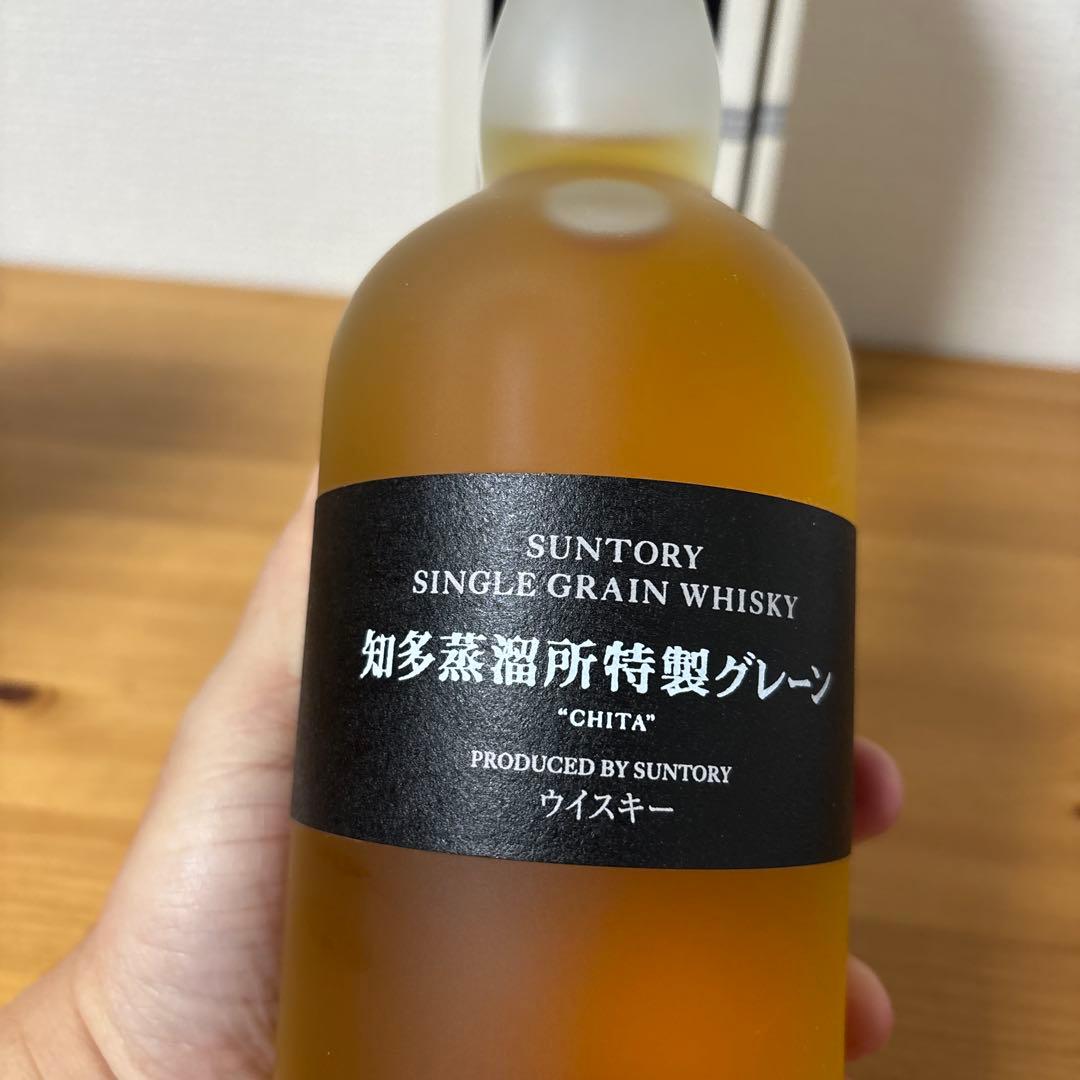 SUNTORY
SINGLE GRAIN WHISKY
知多蒸溜所特製グレーン
“CHITA”
PRODUCED BY SUNTORY
ウイスキー